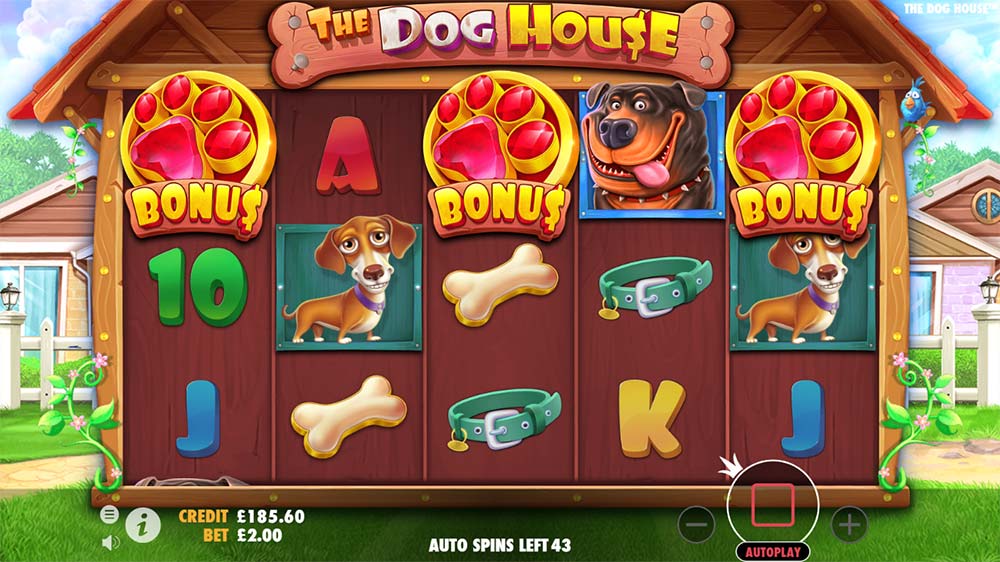 THE DOG HOU$E
THE DOG HOUSE™
BONU$
A
BONU$
BONU$
10
J
K
J
CREDIT £185.60
BET £2.00
AUTO SPINS LEFT 43
AUTOPLAY